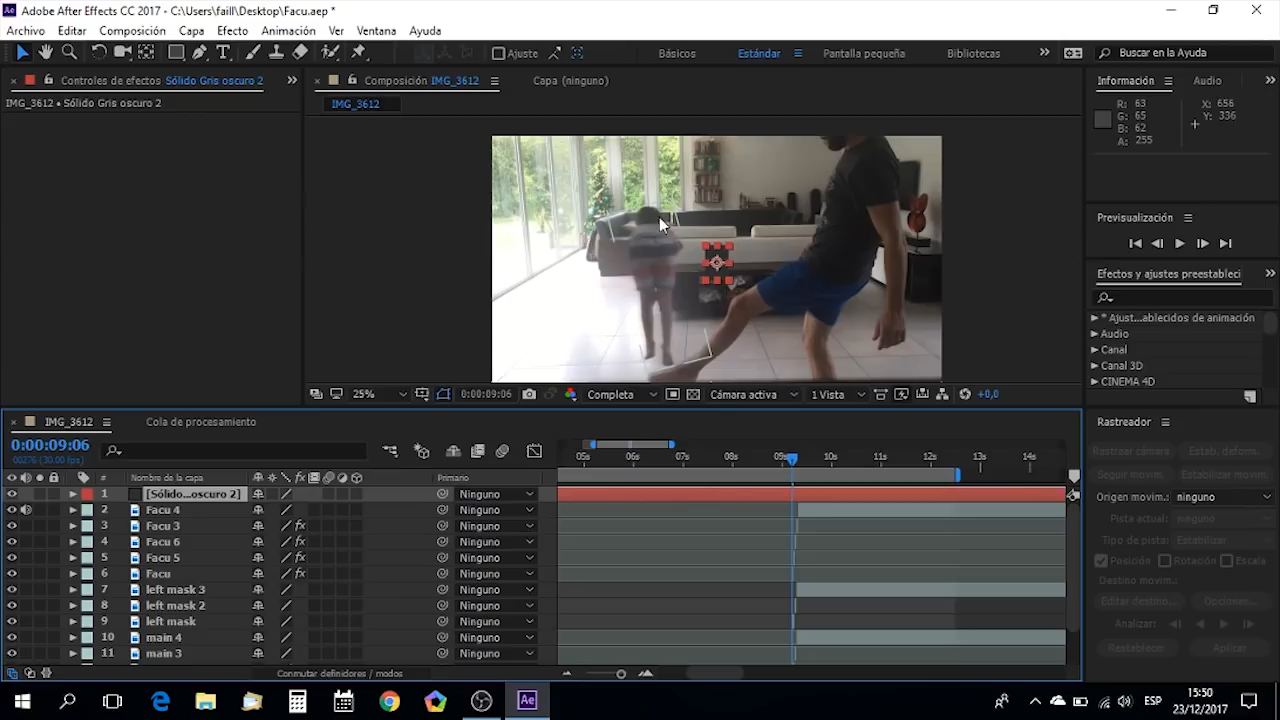 Adobe After Effects CC 2017 - C:\Users\faill\Desktop\Facu.aep *
Archivo Editar Composición Capa Efecto Animación Ver Ventana Ayuda
Ajuste Básicos Estándar Pantalla pequeña Bibliotecas Buscar en la Ayuda
Controles de efectos Sólido Gris oscuro 2
Composición IMG_3612 Capa (ninguno)
Información Audio
IMG_3612 • Sólido Gris oscuro 2
IMG_3612
R: 63 X: 656
G: 65 Y: 336
B: 62
A: 255
Previsualización
Efectos y ajustes preestableci
* Ajust...ablecidos de animación
Audio
Canal
Canal 3D
CINEMA 4D
25% 0:00:09:06 Completa Cámara activa 1 Vista +0,0
IMG_3612 Cola de procesamiento
0:00:09:06
00276 (30.00 fps)
05s 06s 07s 08s 09s 10s 11s 12s 13s 14s
# Nombre de la capa Primario
1 [Sólido...oscuro 2] Ninguno
2 Facu 4 Ninguno
3 Facu 3 Ninguno
4 Facu 6 Ninguno
5 Facu 5 Ninguno
6 Facu Ninguno
7 left mask 3 Ninguno
8 left mask 2 Ninguno
9 left mask Ninguno
10 main 4 Ninguno
11 main 3 Ninguno
Conmutar definidores / modos
Rastreador
Rastrear cámara Estab. deform.
Seguir movim. Estabilizar movim.
Origen movim.: ninguno
Pista actual: ninguno
Tipo de pista: Estabilizar
Posición Rotación Escala
Destino movim.:
Editar destino... Opciones...
Analizar:
Restablecer Aplicar
Ae
ESP
15:50
23/12/2017